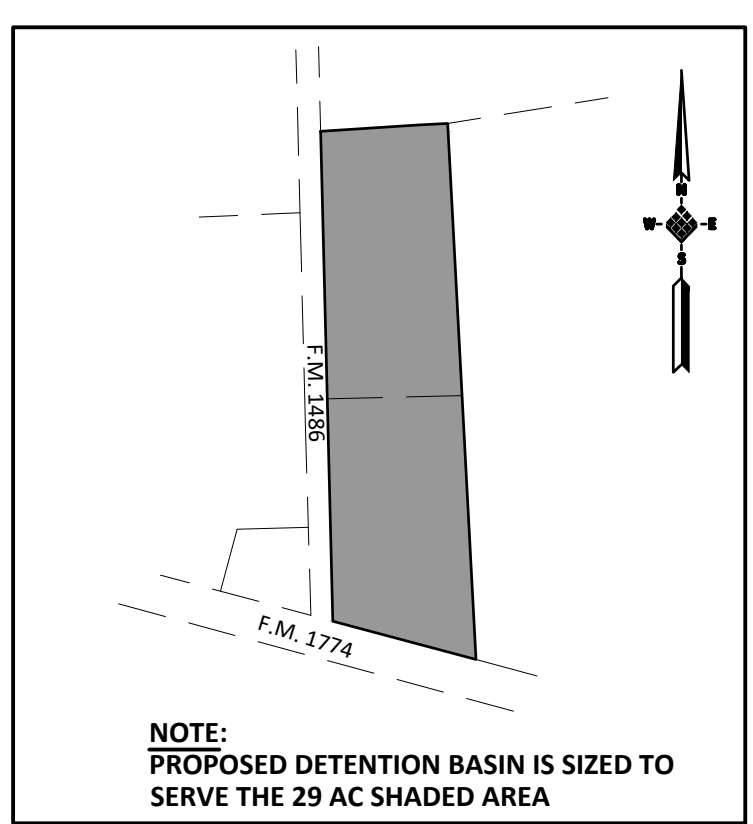 N
W
E
S
F.M. 1486
F.M. 1774
NOTE:
PROPOSED DETENTION BASIN IS SIZED TO
SERVE THE 29 AC SHADED AREA